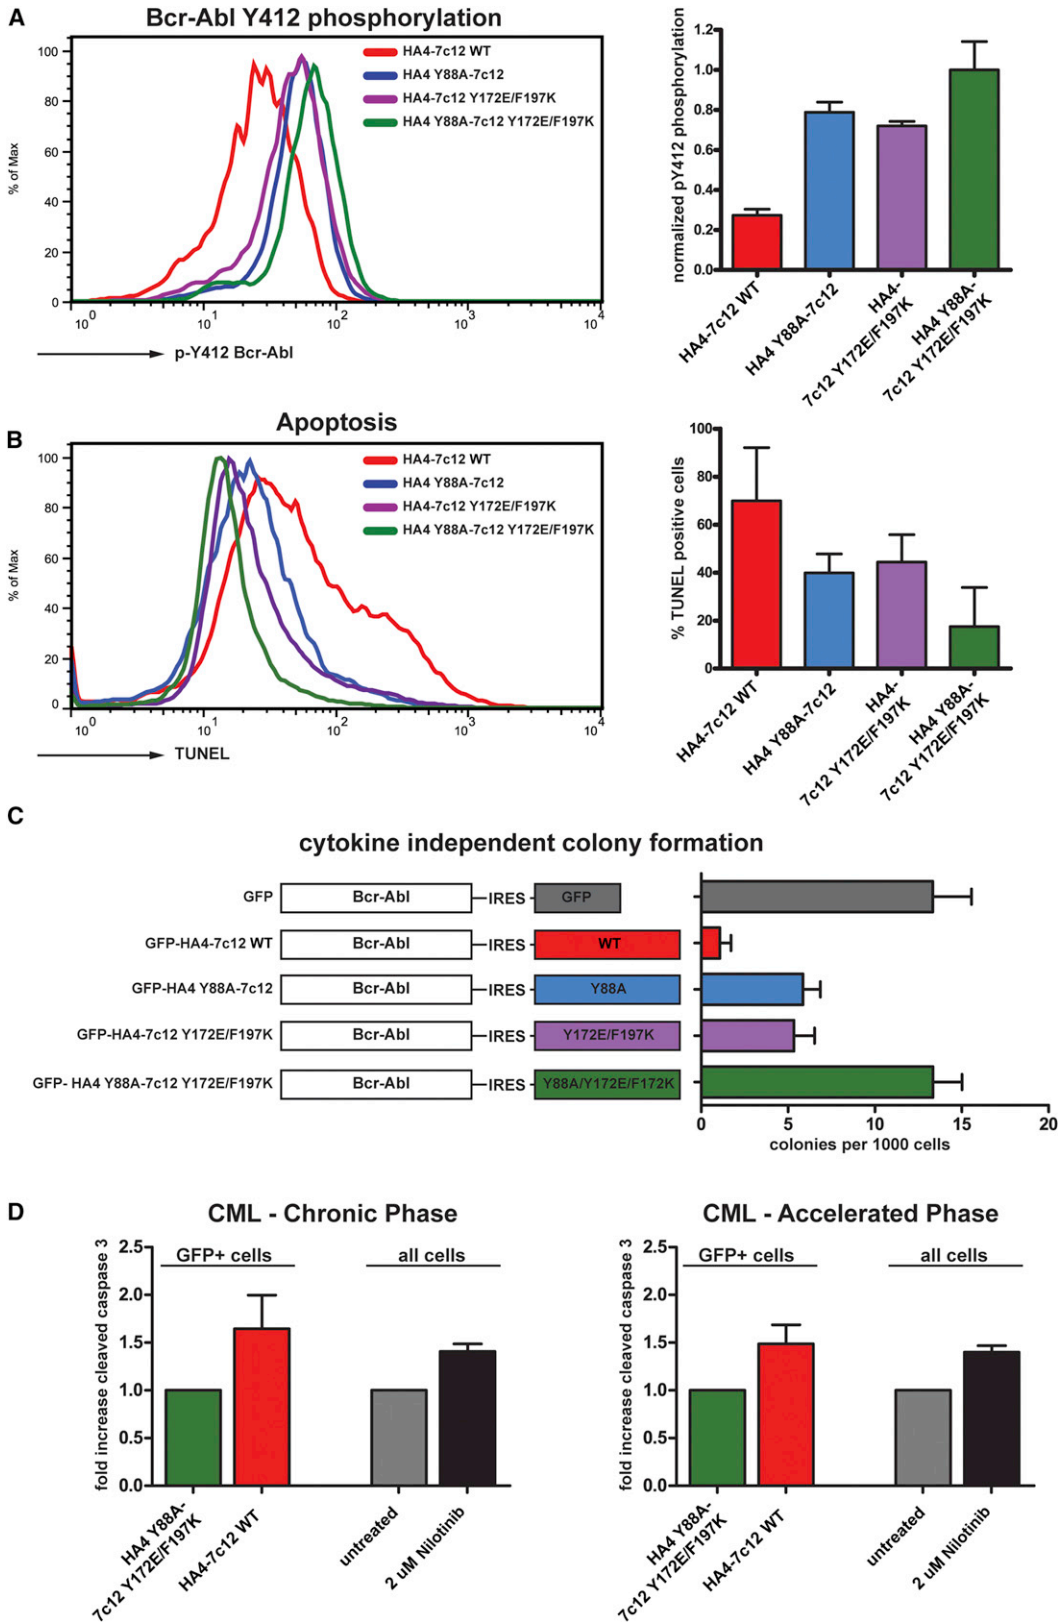 A
Bcr-Abl Y412 phosphorylation
% of Max
100
80
60
40
20
0
10^0
10^1
10^2
10^3
10^4
p-Y412 Bcr-Abl
HA4-7c12 WT
HA4 Y88A-7c12
HA4-7c12 Y172E/F197K
HA4 Y88A-7c12 Y172E/F197K
normalized pY412 phosphorylation
1.2
1.0
0.8
0.6
0.4
0.2
0.0
HA4-7c12 WT
HA4 Y88A-7c12
HA4-
7c12 Y172E/F197K
HA4 Y88A-
7c12 Y172E/F197K
B
Apoptosis
% of Max
100
80
60
40
20
0
10^0
10^1
10^2
10^3
10^4
TUNEL
HA4-7c12 WT
HA4 Y88A-7c12
HA4-7c12 Y172E/F197K
HA4 Y88A-7c12 Y172E/F197K
% TUNEL positive cells
100
80
60
40
20
0
HA4-7c12 WT
HA4 Y88A-7c12
HA4-
7c12 Y172E/F197K
HA4 Y88A-
7c12 Y172E/F197K
C
cytokine independent colony formation
GFP Bcr-Abl IRES GFP
GFP-HA4-7c12 WT Bcr-Abl IRES WT
GFP-HA4 Y88A-7c12 Bcr-Abl IRES Y88A
GFP-HA4-7c12 Y172E/F197K Bcr-Abl IRES Y172E/F197K
GFP- HA4 Y88A-7c12 Y172E/F197K Bcr-Abl IRES Y88A/Y172E/F172K
0 5 10 15 20
colonies per 1000 cells
D
CML - Chronic Phase
fold increase cleaved caspase 3
2.5
2.0
1.5
1.0
0.5
0.0
GFP+ cells
all cells
HA4 Y88A-
7c12 Y172E/F197K
HA4-7c12 WT
untreated
2 uM Nilotinib
CML - Accelerated Phase
fold increase cleaved caspase 3
2.5
2.0
1.5
1.0
0.5
0.0
GFP+ cells
all cells
HA4 Y88A-
7c12 Y172E/F197K
HA4-7c12 WT
untreated
2 uM Nilotinib